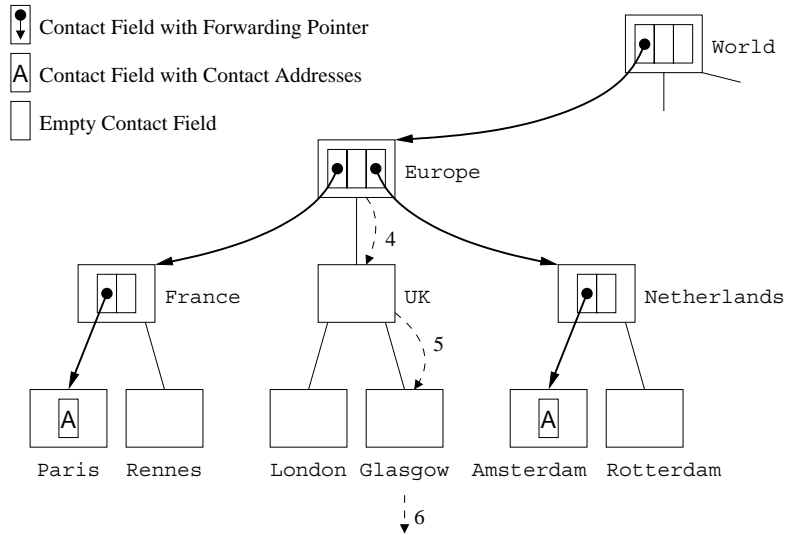 Contact Field with Forwarding Pointer
A Contact Field with Contact Addresses
Empty Contact Field
World
Europe
4
France
UK
Netherlands
5
A
A
Paris Rennes London Glasgow Amsterdam Rotterdam
6